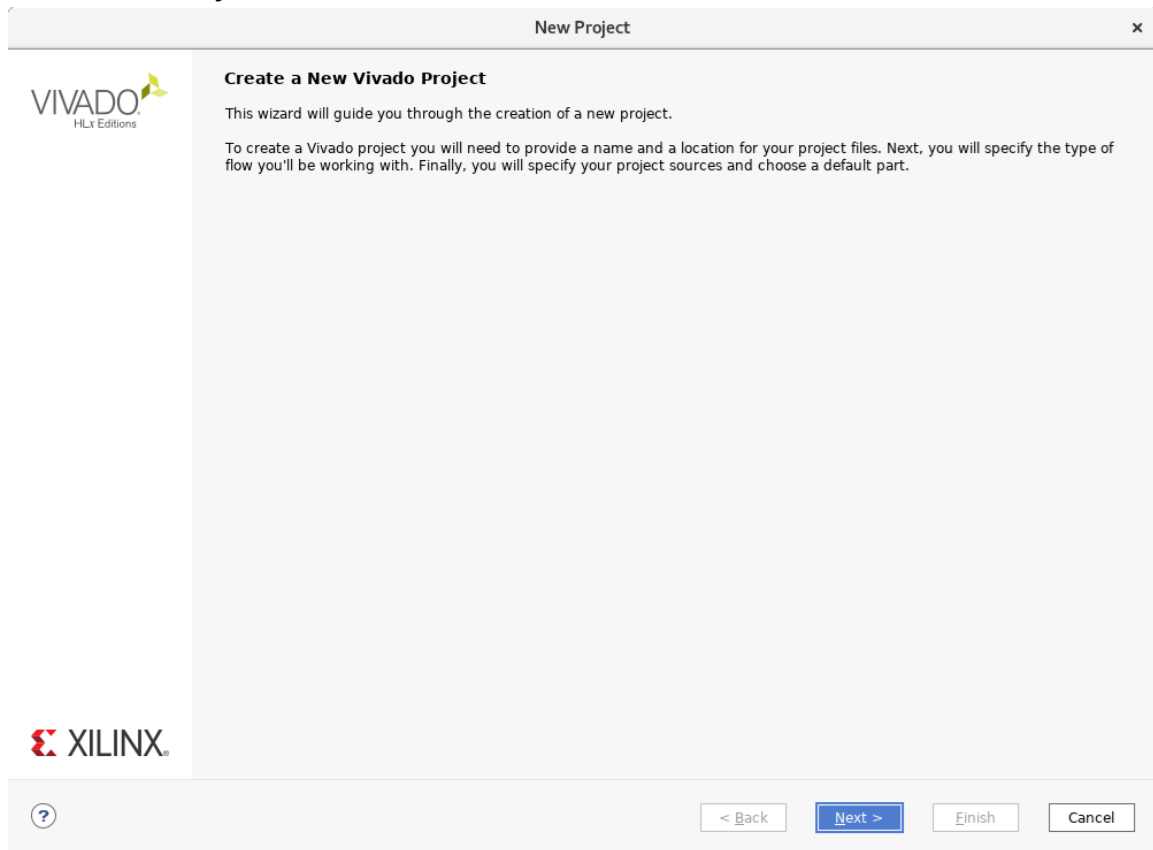 New Project
×
VIVADO.
HLx Editions
Create a New Vivado Project
This wizard will guide you through the creation of a new project.
To create a Vivado project you will need to provide a name and a location for your project files. Next, you will specify the type of
flow you'll be working with. Finally, you will specify your project sources and choose a default part.
XILINX®
?
< Back
Next >
Finish
Cancel